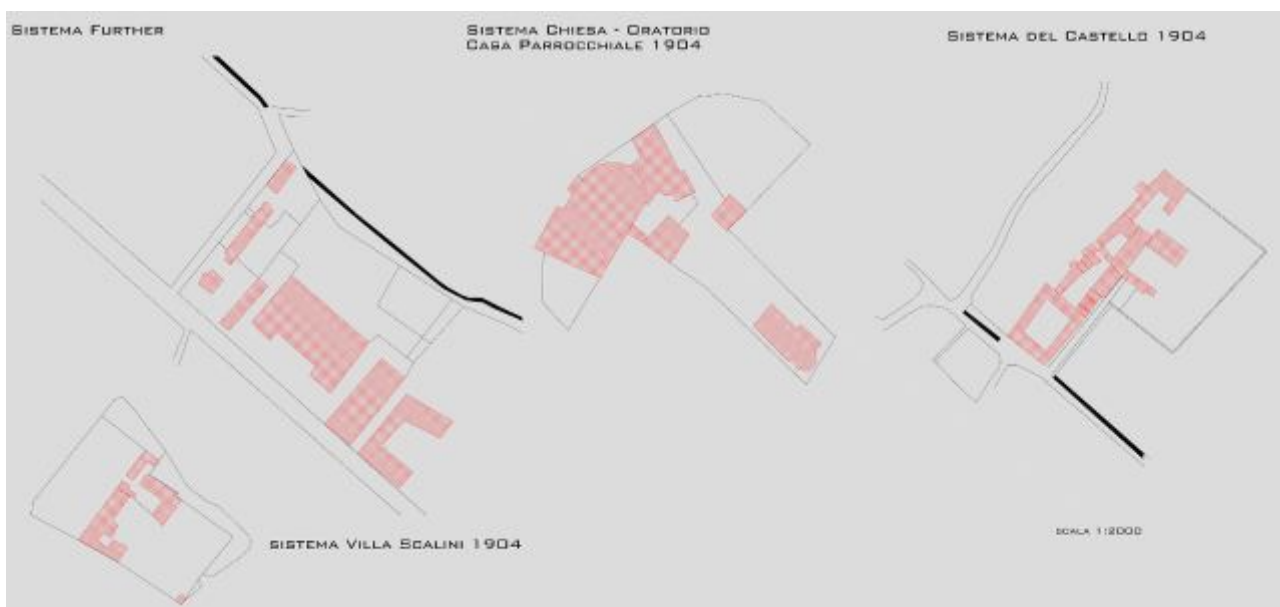 SISTEMA FURTHER
SISTEMA CHIESA - ORATORIO
CASA PARROCCHIALE 1904
SISTEMA DEL CASTELLO 1904
SISTEMA VILLA SCALINI 1904
SCALA 1:2000